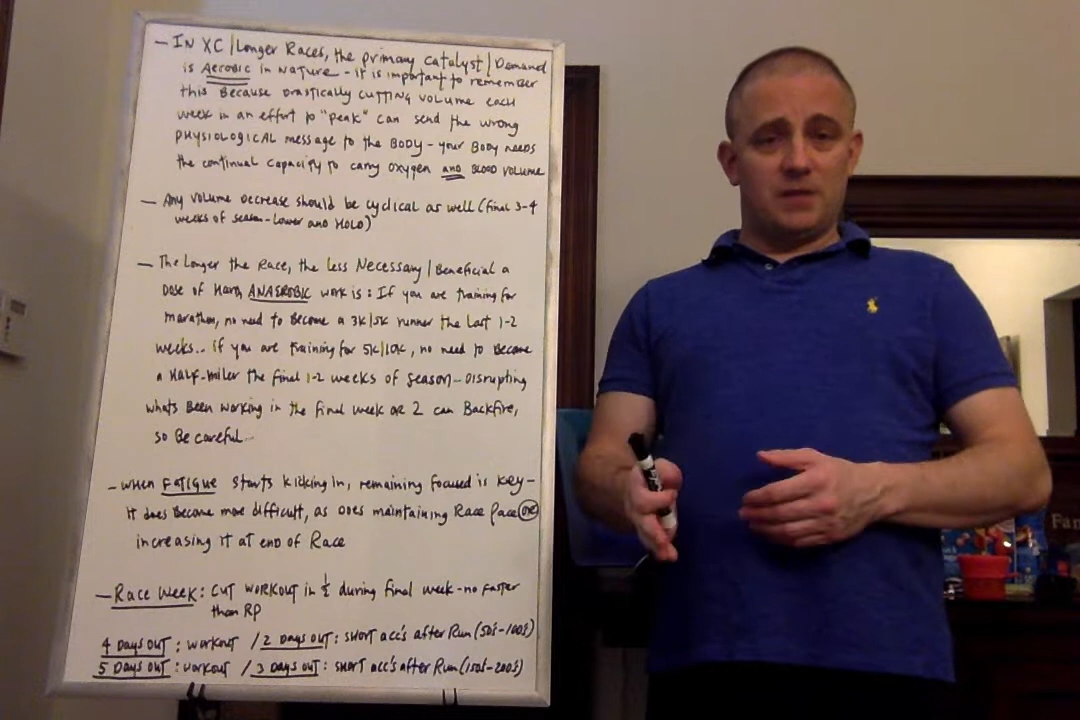 - In XC/Longer Races, the primary catalyst/Demand
is AEROBIC in nature - it is important to remember
this Because Drastically cutting volume each
week in an effort to "peak" can send the wrong
PHYSIOLOGICAL message to the BODY - your BODY needs
the continual capacity to carry oxygen AND BLOOD VOLUME
- Any volume decrease should be cyclical as well (final 3-4
weeks of season - Lower and HOLD)
- The Longer the Race, the less Necessary/Beneficial a
Dose of Hard, ANAEROBIC work is: If you are training for
marathon, no need to Become a 3K/5K runner the last 1-2
weeks... if you are training for 5K/10K, no need to Become
a Half-miler the final 1-2 weeks of season - Disrupting
whats Been working in the final week or 2 can Backfire,
so Be careful...
- When FATIGUE starts kicking in, remaining focused is key -
It does Become more difficult, as does maintaining Race Pace OR
increasing it at end of Race
- Race Week: CUT WORKOUT in ½ during final week - no faster
than RP
4 Days out: workout / 2 Days out: short acc's after Run (50s-100s)
5 Days out: workout / 3 Days out: short acc's after Run (150s-200s)
Fan